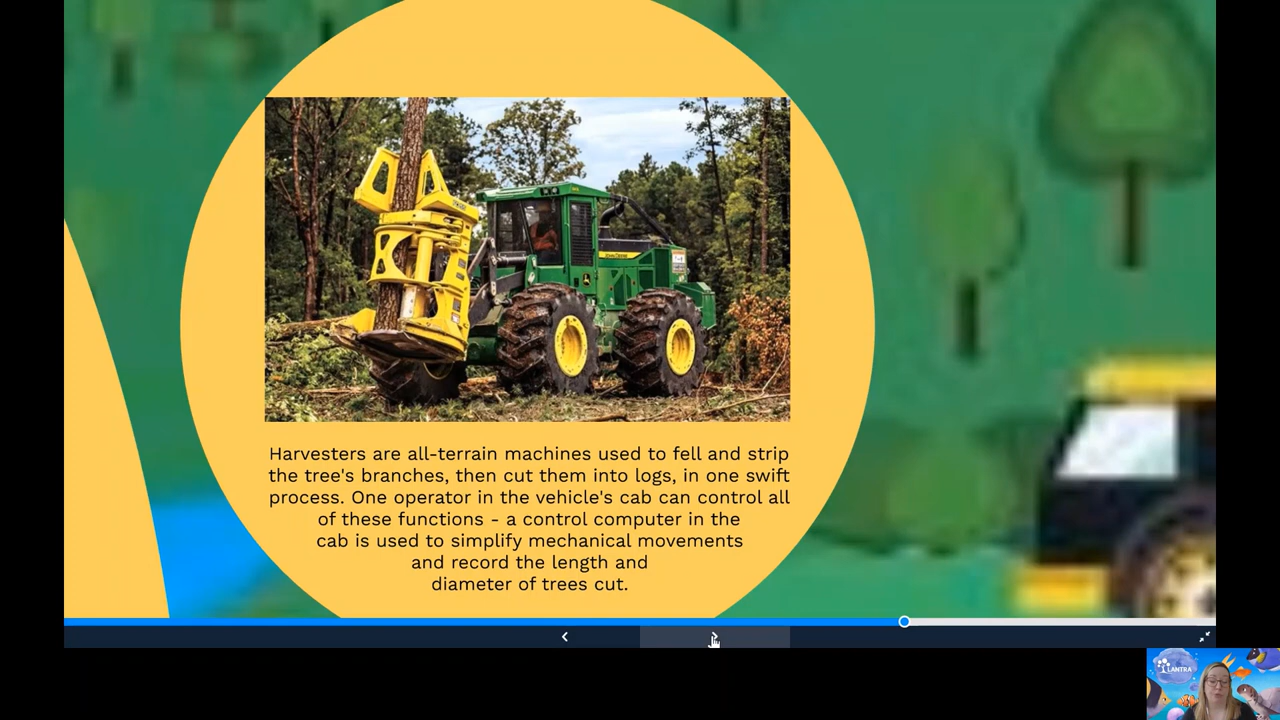 Harvesters are all-terrain machines used to fell and strip
the tree's branches, then cut them into logs, in one swift
process. One operator in the vehicle's cab can control all
of these functions - a control computer in the
cab is used to simplify mechanical movements
and record the length and
diameter of trees cut.
LANTRA